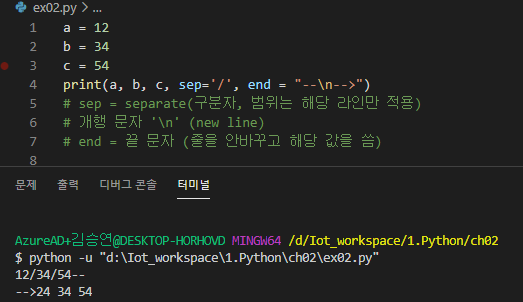 ex02.py > ...
1 a = 12
2 b = 34
3 c = 54
4 print(a, b, c, sep='/', end = "--\n-->")
5 # sep = separate(구분자, 범위는 해당 라인만 적용)
6 # 개행 문자 '\n' (new line)
7 # end = 끝 문자 (줄을 안바꾸고 해당 값을 씀)
8
문제 출력 디버그 콘솔 터미널
AzureAD+김승연@DESKTOP-HORHOVD MINGW64 /d/Iot_workspace/1.Python/ch02
$ python -u "d:\Iot_workspace\1.Python\ch02\ex02.py"
12/34/54--
-->24 34 54